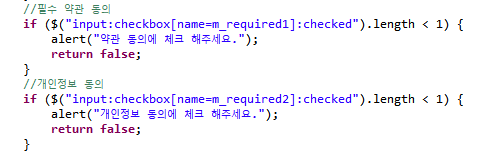 //필수 약관 동의
if ($("input:checkbox[name=m_required1]:checked").length < 1) {
alert("약관 동의에 체크 해주세요.");
return false;
}
//개인정보 동의
if ($("input:checkbox[name=m_required2]:checked").length < 1) {
alert("개인정보 동의에 체크 해주세요.");
return false;
}